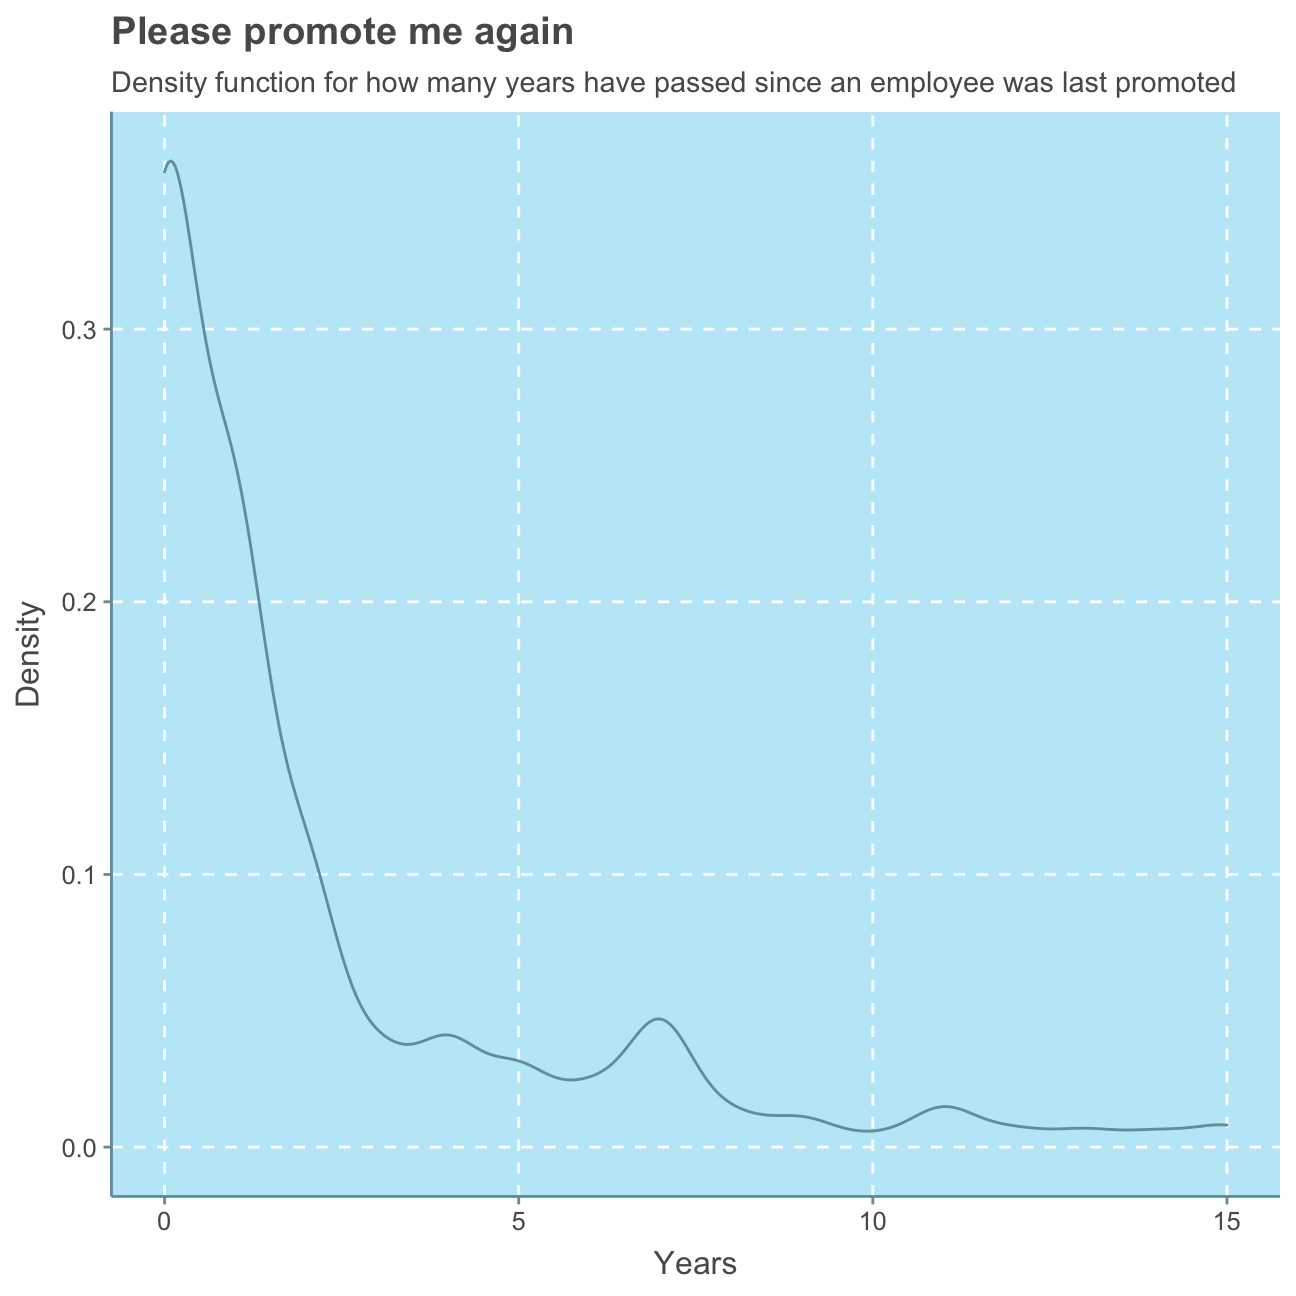 Please promote me again
Density function for how many years have passed since an employee was last promoted
Density
0.3
0.2
0.1
0.0
0 5 10 15
Years